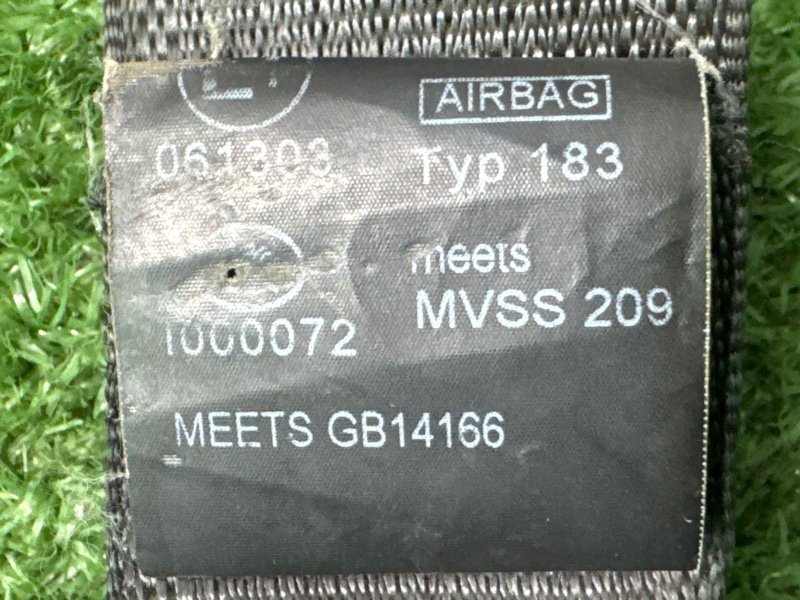 AIRBAG
061303 Typ 183
meets
MVSS 209
1000072
MEETS GB14166